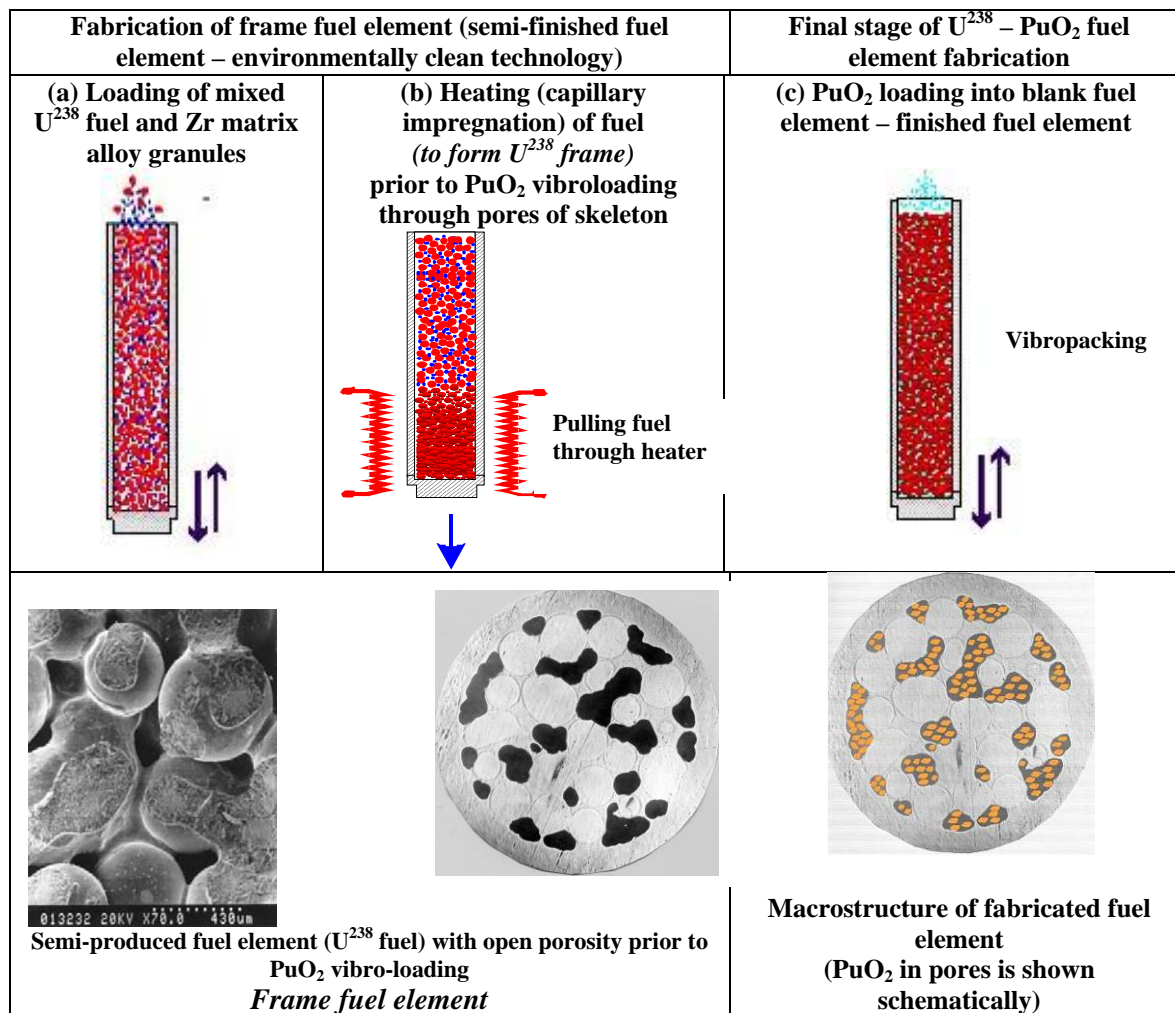 Fabrication of frame fuel element (semi-finished fuel
element – environmentally clean technology)
Final stage of U²³⁸ – PuO₂ fuel
element fabrication
(a) Loading of mixed
U²³⁸ fuel and Zr matrix
alloy granules
(b) Heating (capillary
impregnation) of fuel
(to form U²³⁸ frame)
prior to PuO₂ vibroloading
through pores of skeleton
Pulling fuel
through heater
(c) PuO₂ loading into blank fuel
element – finished fuel element
Vibropacking
013232 20KV X70.0 430um
Semi-produced fuel element (U²³⁸ fuel) with open porosity prior to
PuO₂ vibro-loading
Frame fuel element
Macrostructure of fabricated fuel
element
(PuO₂ in pores is shown
schematically)